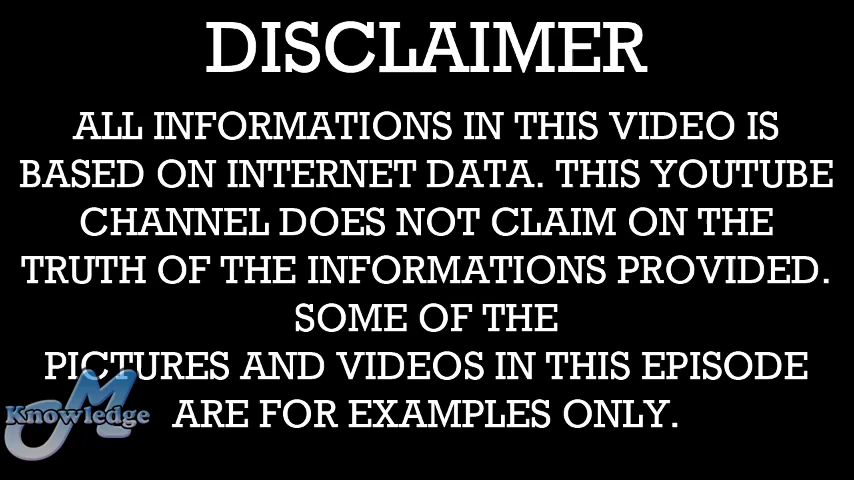 DISCLAIMER
ALL INFORMATIONS IN THIS VIDEO IS
BASED ON INTERNET DATA. THIS YOUTUBE
CHANNEL DOES NOT CLAIM ON THE
TRUTH OF THE INFORMATIONS PROVIDED.
SOME OF THE
PICTURES AND VIDEOS IN THIS EPISODE
ARE FOR EXAMPLES ONLY.
M
Knowledge